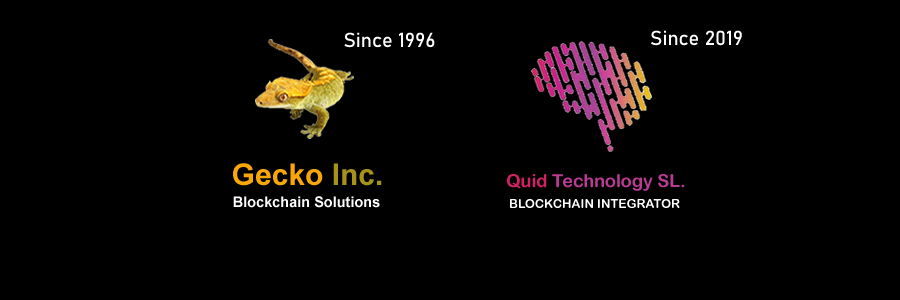 Since 1996
Gecko Inc.
Blockchain Solutions
Since 2019
Quid Technology SL.
BLOCKCHAIN INTEGRATOR